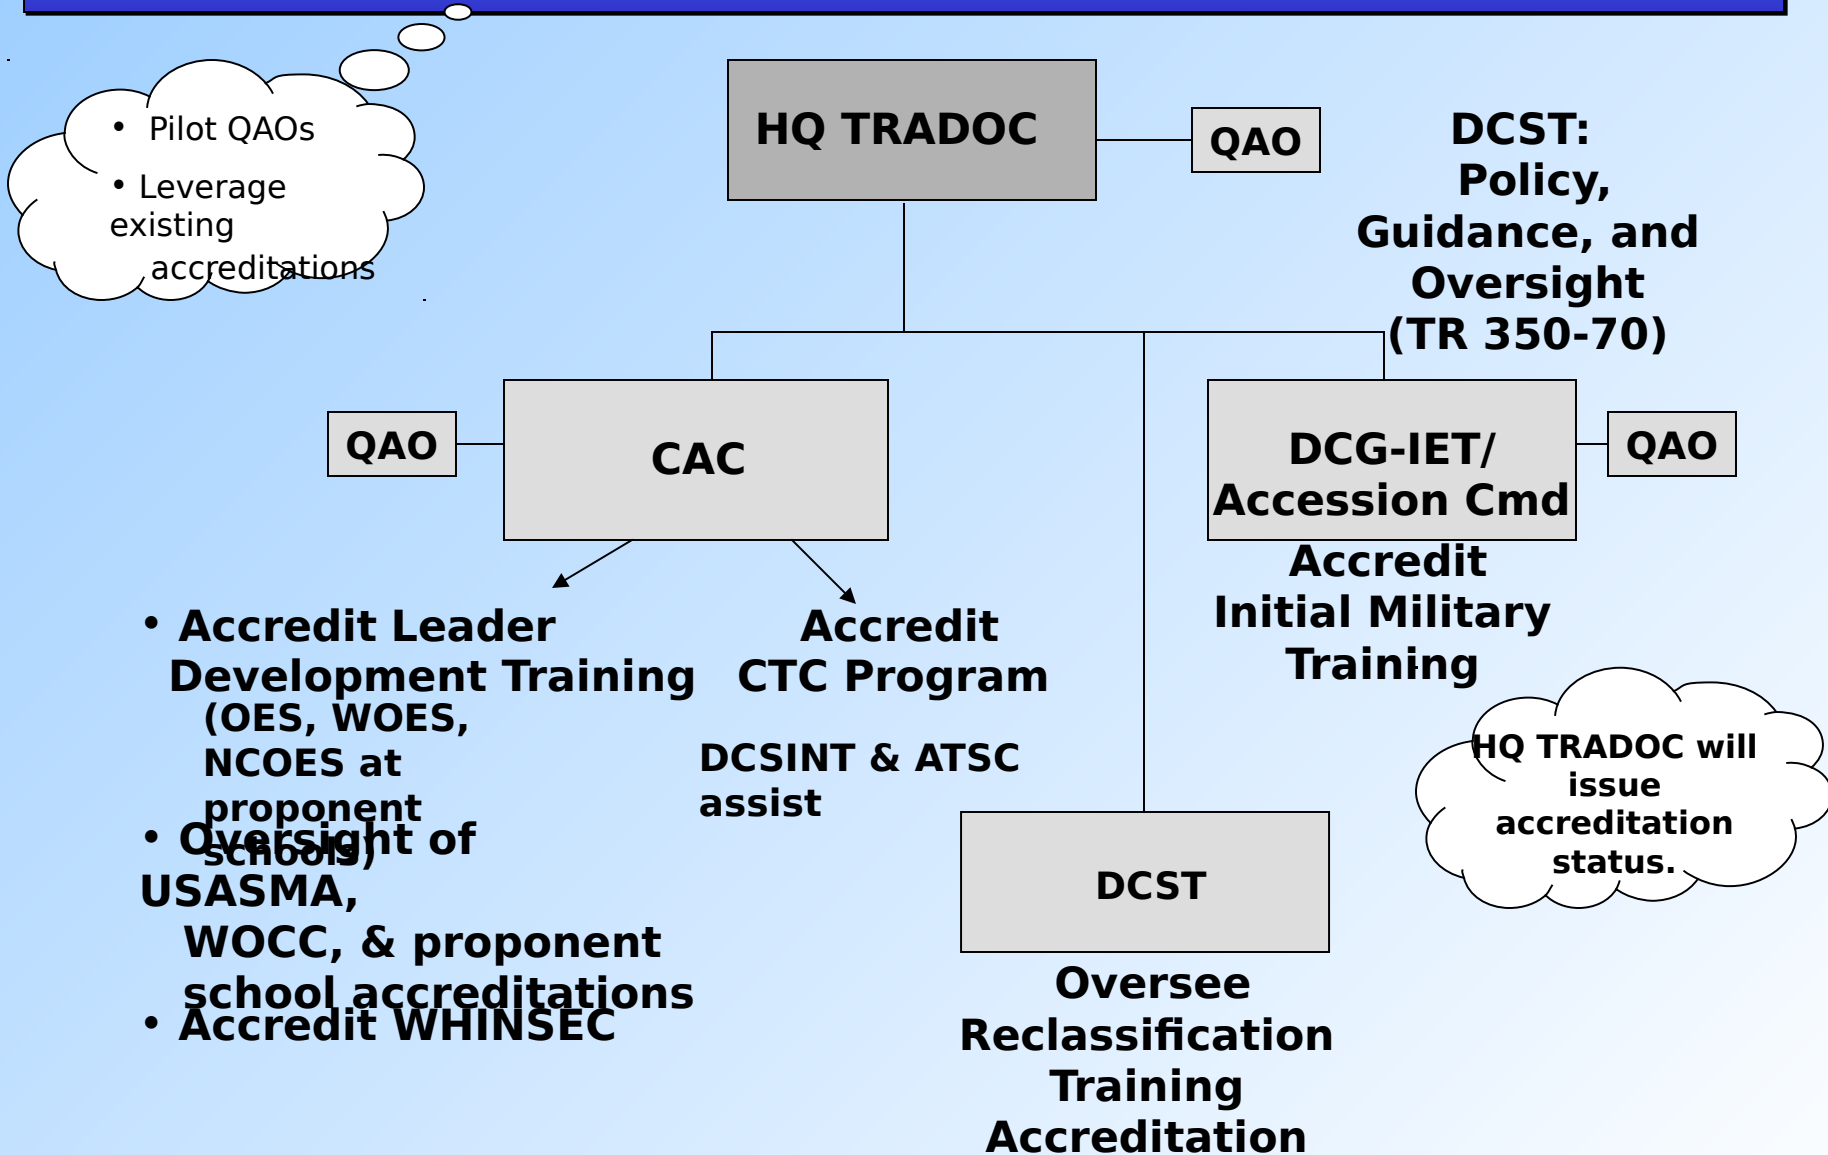 • Pilot QAOs
• Leverage
existing
accreditations
HQ TRADOC
QAO
DCST:
Policy,
Guidance, and
Oversight
(TR 350-70)
QAO
CAC
DCG-IET/
Accession Cmd
QAO
Accredit
Initial Military
Training
• Accredit Leader
Development Training
(OES, WOES,
NCOES at
proponent
schools)
• Oversight of
USASMA,
WOCC, & proponent
school accreditations
• Accredit WHINSEC
Accredit
CTC Program
DCSINT & ATSC
assist
HQ TRADOC will
issue
accreditation
status.
DCST
Oversee
Reclassification
Training
Accreditation